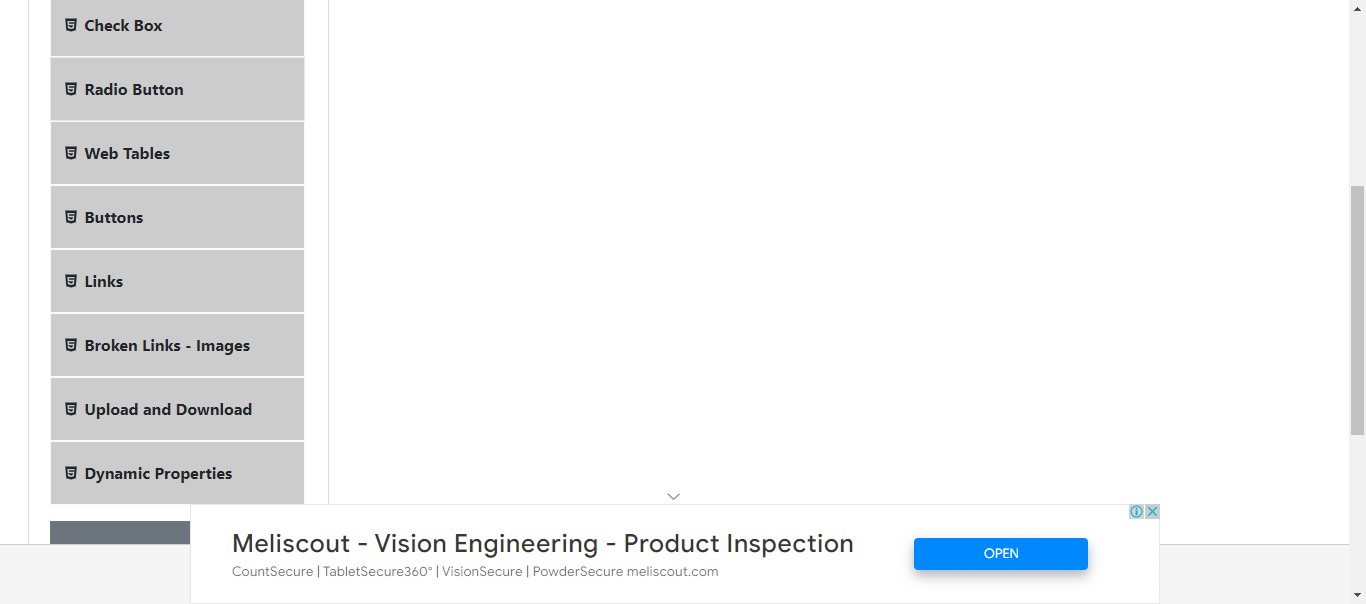 Check Box
Radio Button
Web Tables
Buttons
Links
Broken Links - Images
Upload and Download
Dynamic Properties
Meliscout - Vision Engineering - Product Inspection
CountSecure | TabletSecure360° | VisionSecure | PowderSecure meliscout.com
OPEN